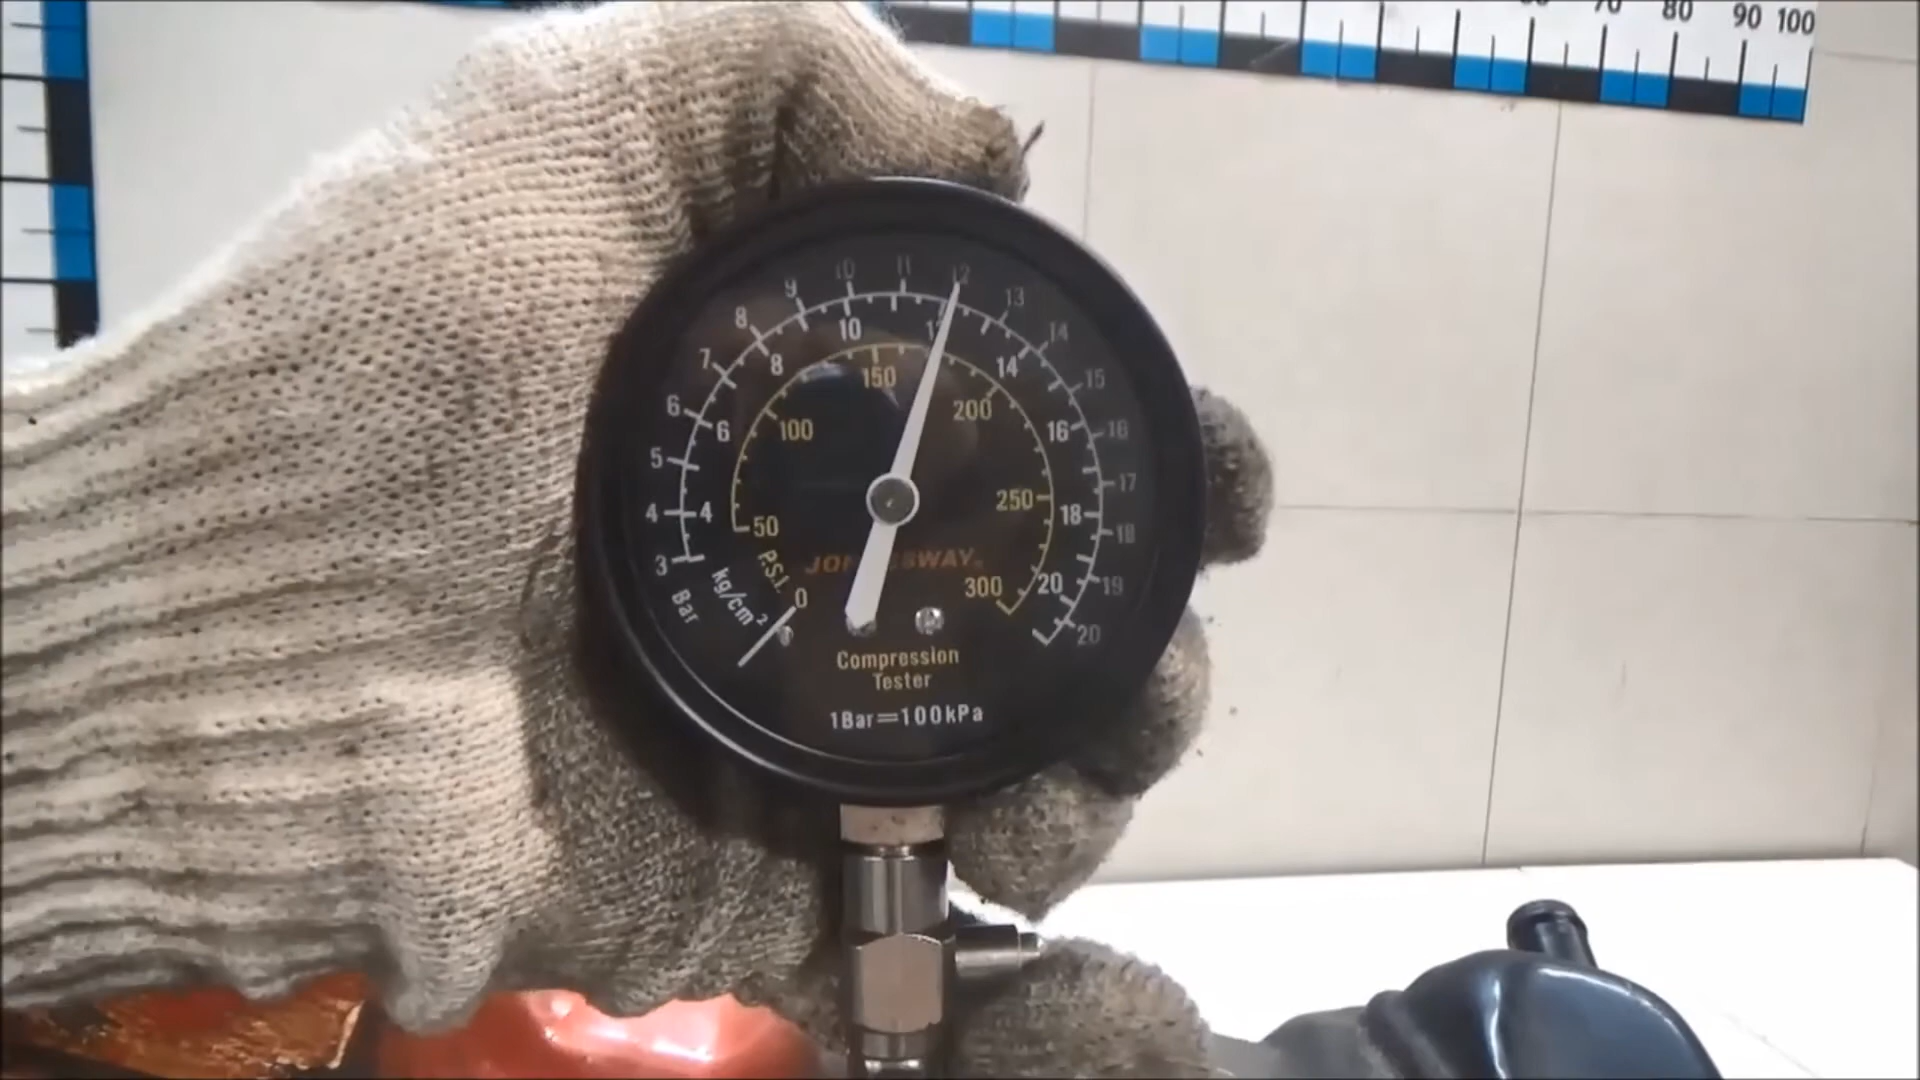 70 80 90 100
3 4 5 6 7 8 9 10 11 12 13 14 15 16 17 18 19 20
4 6 8 10 14 16 18 20
0 50 100 150 200 250 300
Bar
kg/cm²
P.S.I.
Compression
Tester
1Bar=100kPa